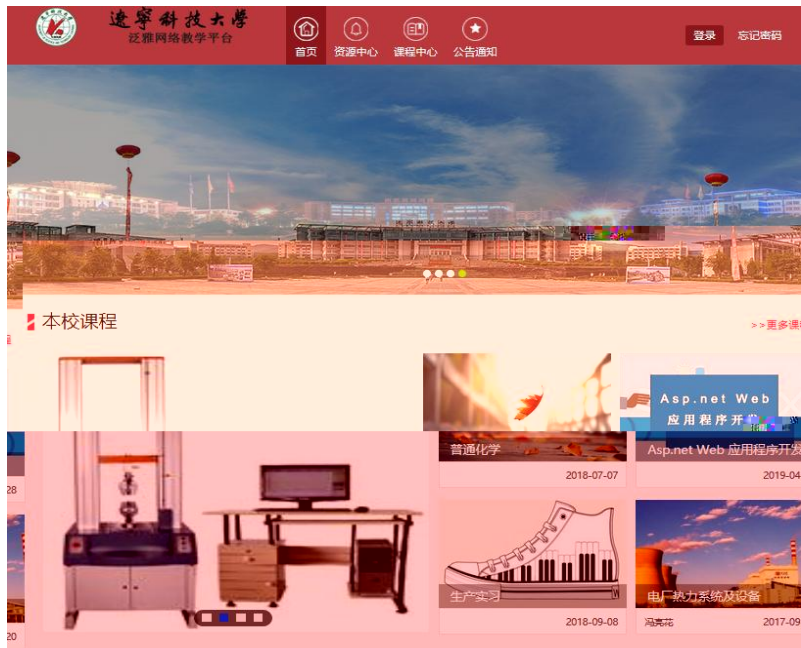 遼寧科技大學
泛雅网络教学平台
首页 资源中心 课程中心 公告通知
登录 忘记密码
本校课程
>>更多课
Asp.net Web
应用程序开
普通化学
Asp.net Web 应用程序开发
28
2018-07-07
2019-04
生产实习
电厂热力系统及设备
20
2018-09-08
冯亮花
2017-09